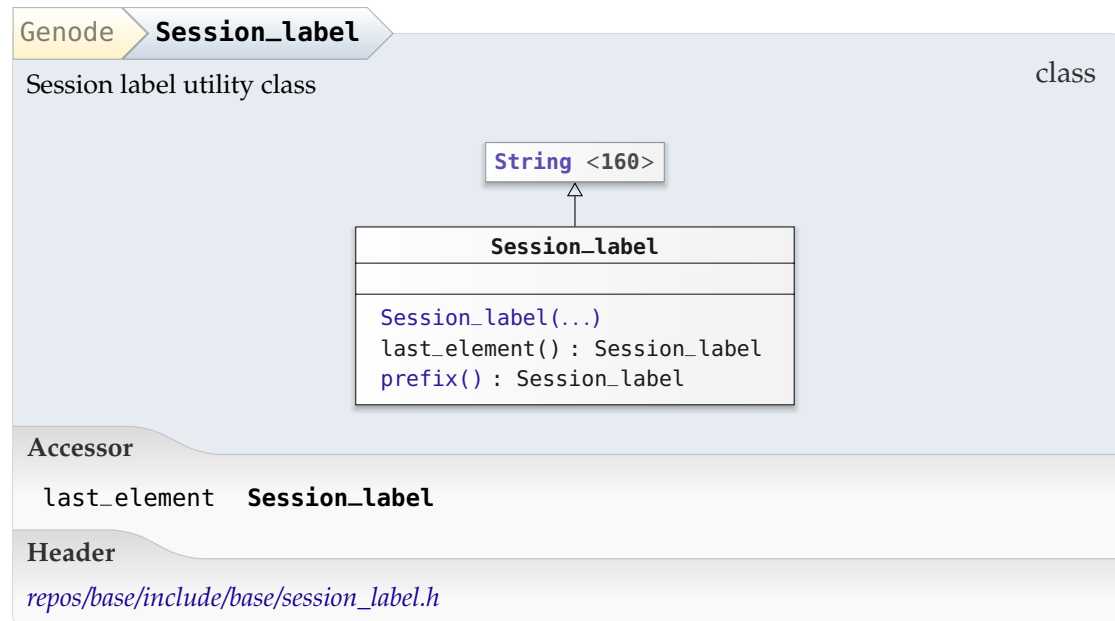 Genode Session_label
class
Session label utility class
String <160>
Session_label
Session_label(...)
last_element() : Session_label
prefix() : Session_label
Accessor
last_element Session_label
Header
repos/base/include/base/session_label.h